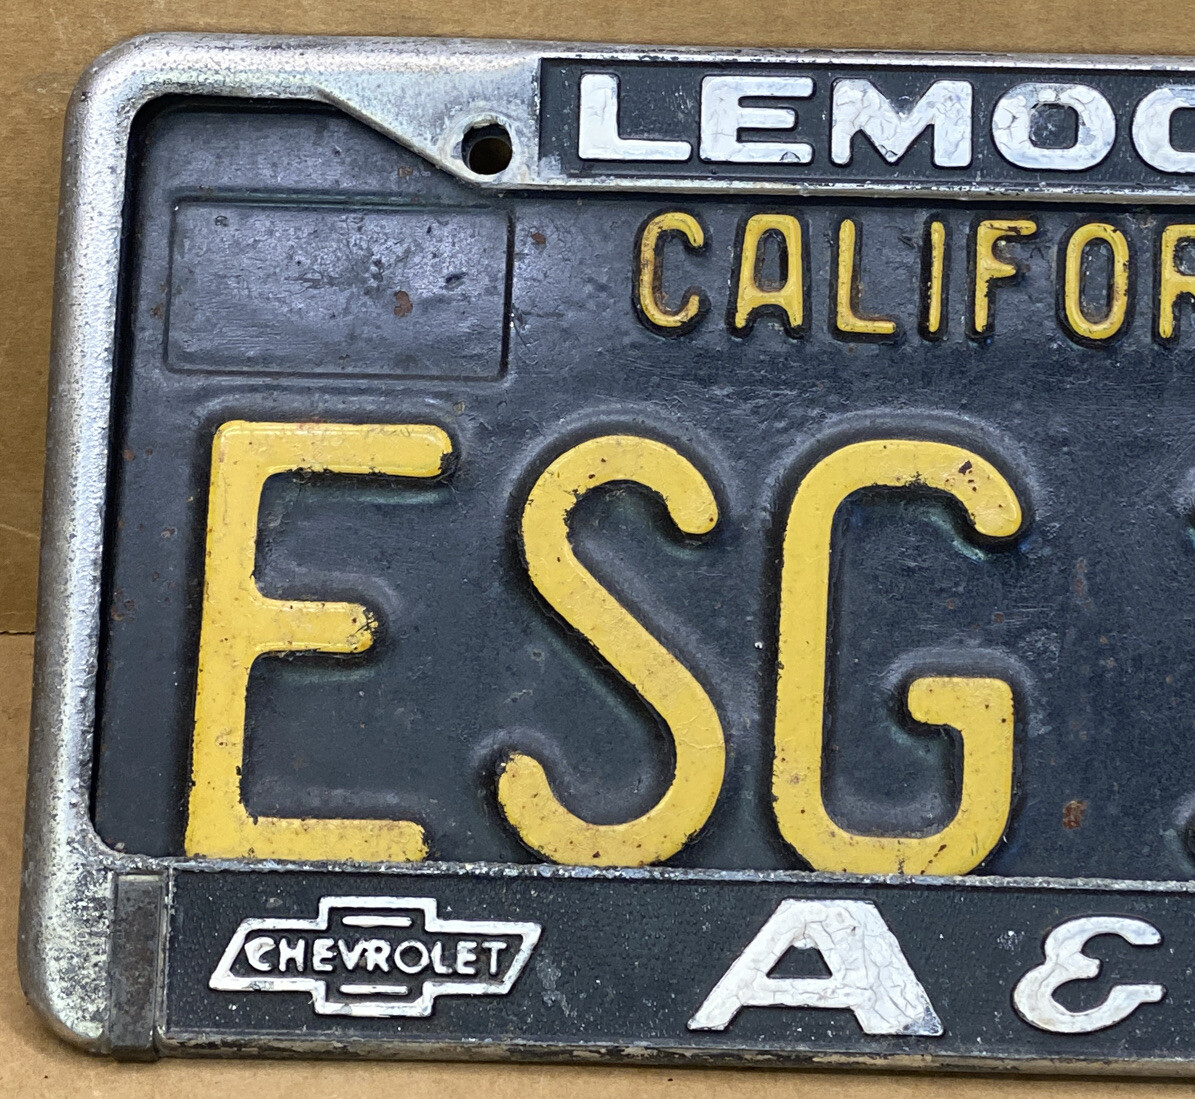 LEMOO
CALIFOR
ESG
CHEVROLET A &